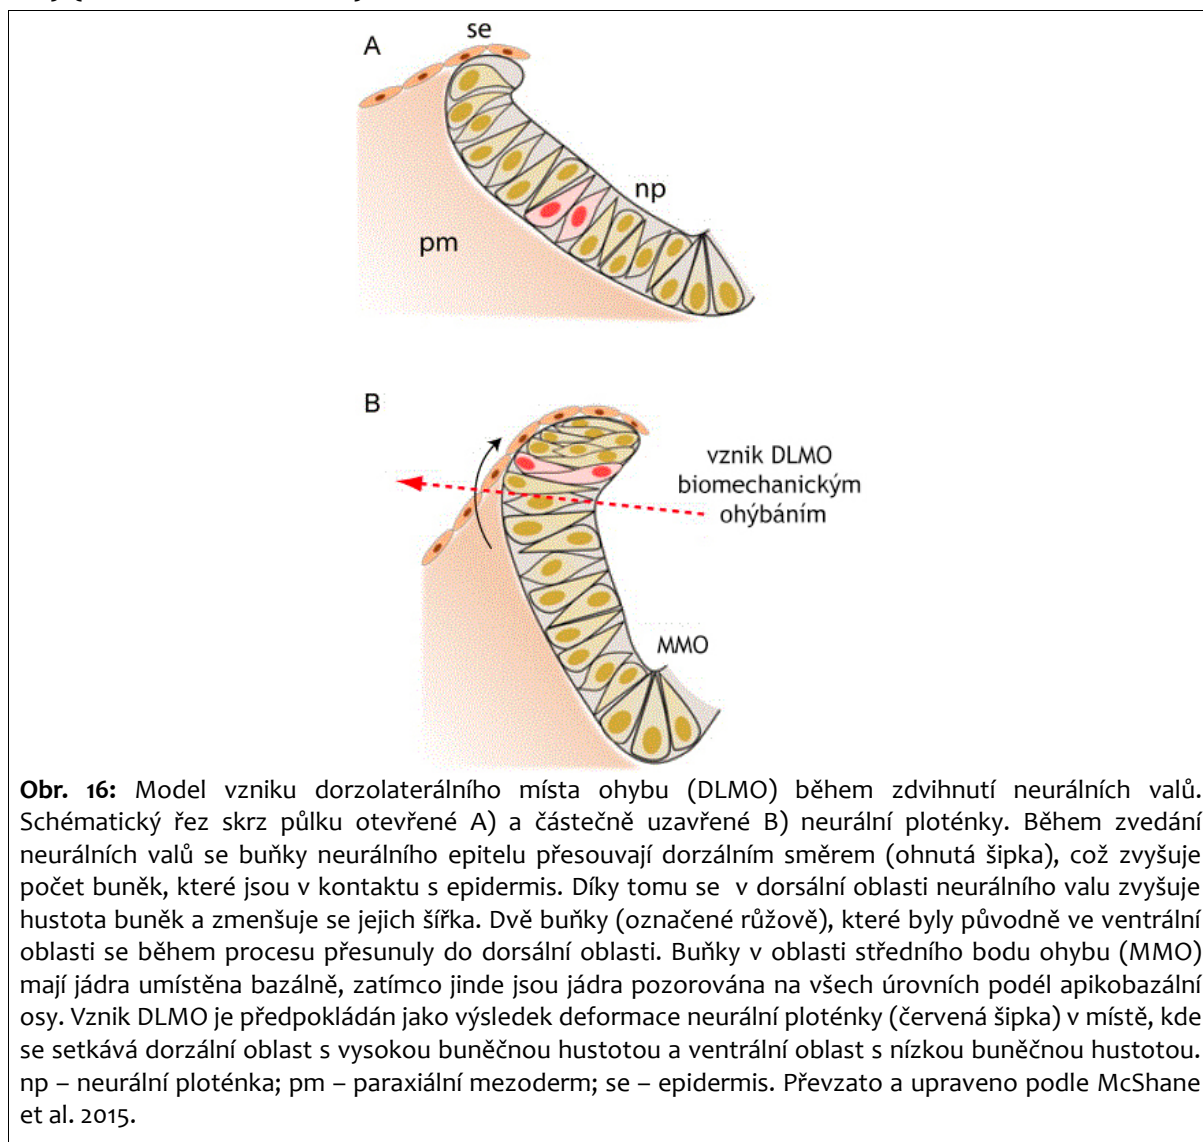 A
se
np
pm
B
vznik DLMO
biomechanickým
ohýbáním
MMO
Obr. 16: Model vzniku dorzolaterálního místa ohybu (DLMO) během zdvihnutí neurálních valů.
Schématický řez skrz půlku otevřené A) a částečně uzavřené B) neurální ploténky. Během zvedání
neurálních valů se buňky neurálního epitelu přesouvají dorzálním směrem (ohnutá šipka), což zvyšuje
počet buněk, které jsou v kontaktu s epidermis. Díky tomu se v dorsální oblasti neurálního valu zvyšuje
hustota buněk a zmenšuje se jejich šířka. Dvě buňky (označené růžově), které byly původně ve ventrální
oblasti se během procesu přesunuly do dorsální oblasti. Buňky v oblasti středního bodu ohybu (MMO)
mají jádra umístěna bazálně, zatímco jinde jsou jádra pozorována na všech úrovních podél apikobazální
osy. Vznik DLMO je předpokládán jako výsledek deformace neurální ploténky (červená šipka) v místě, kde
se setkává dorzální oblast s vysokou buněčnou hustotou a ventrální oblast s nízkou buněčnou hustotou.
np – neurální ploténka; pm – paraxiální mezoderm; se – epidermis. Převzato a upraveno podle McShane
et al. 2015.